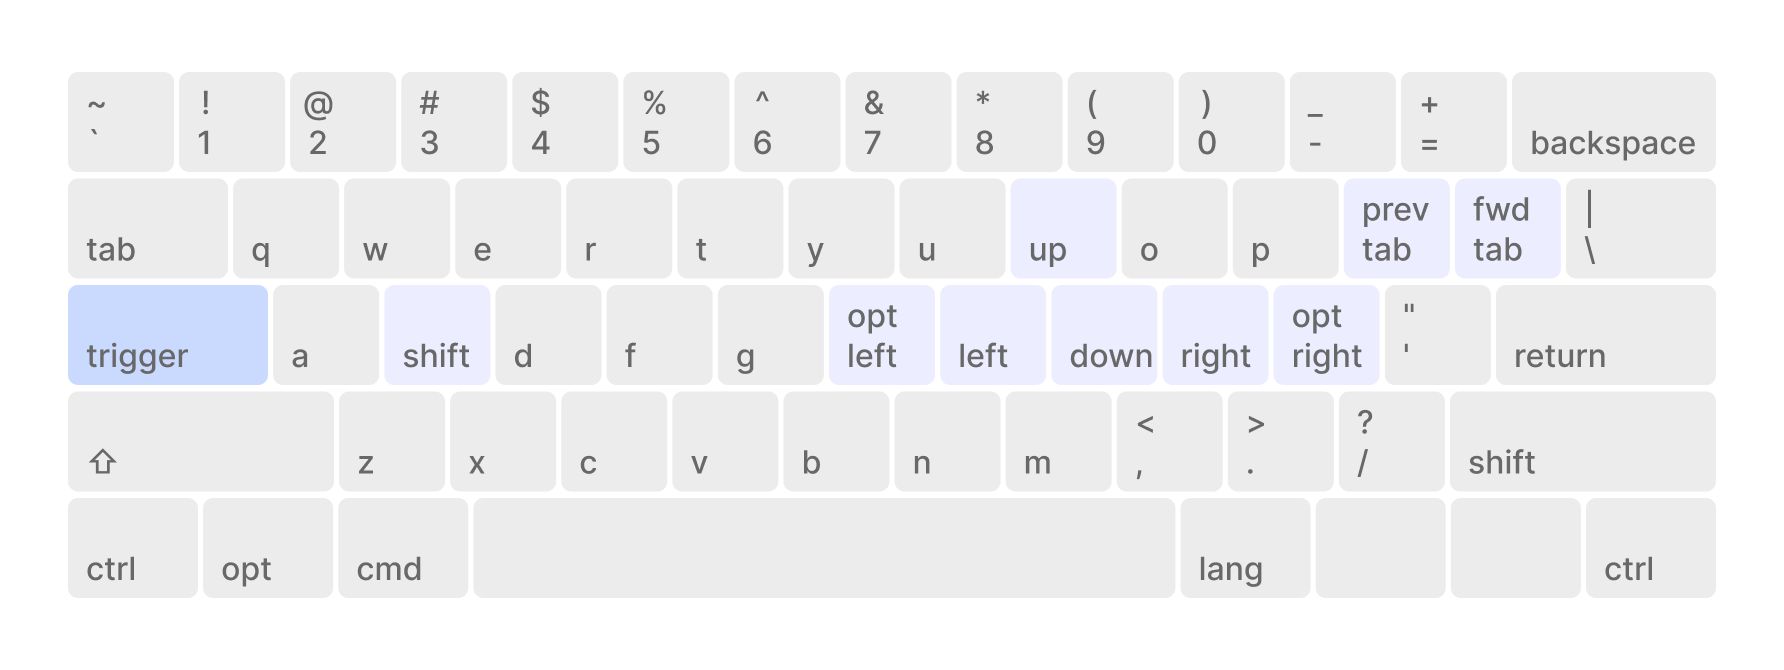 ~ ! @ # $ % ^ & * ( ) _ +
` 1 2 3 4 5 6 7 8 9 0 - = backspace
prev fwd |
tab q w e r t y u up o p tab tab \
opt opt "
trigger a shift d f g left left down right right ' return
< > ?
⇧ z x c v b n m , . / shift
ctrl opt cmd lang ctrl